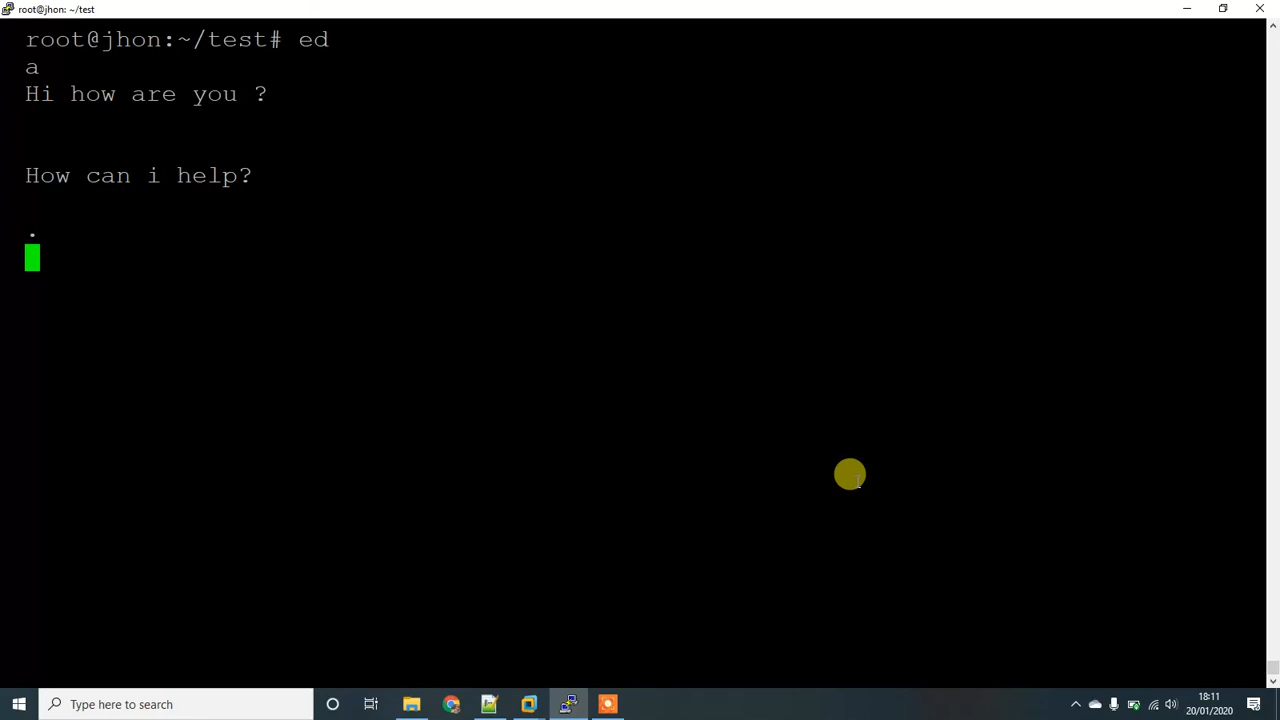 root@jhon: ~/test
root@jhon:~/test# ed
a
Hi how are you ?
How can i help?
.
Type here to search
18:11
20/01/2020